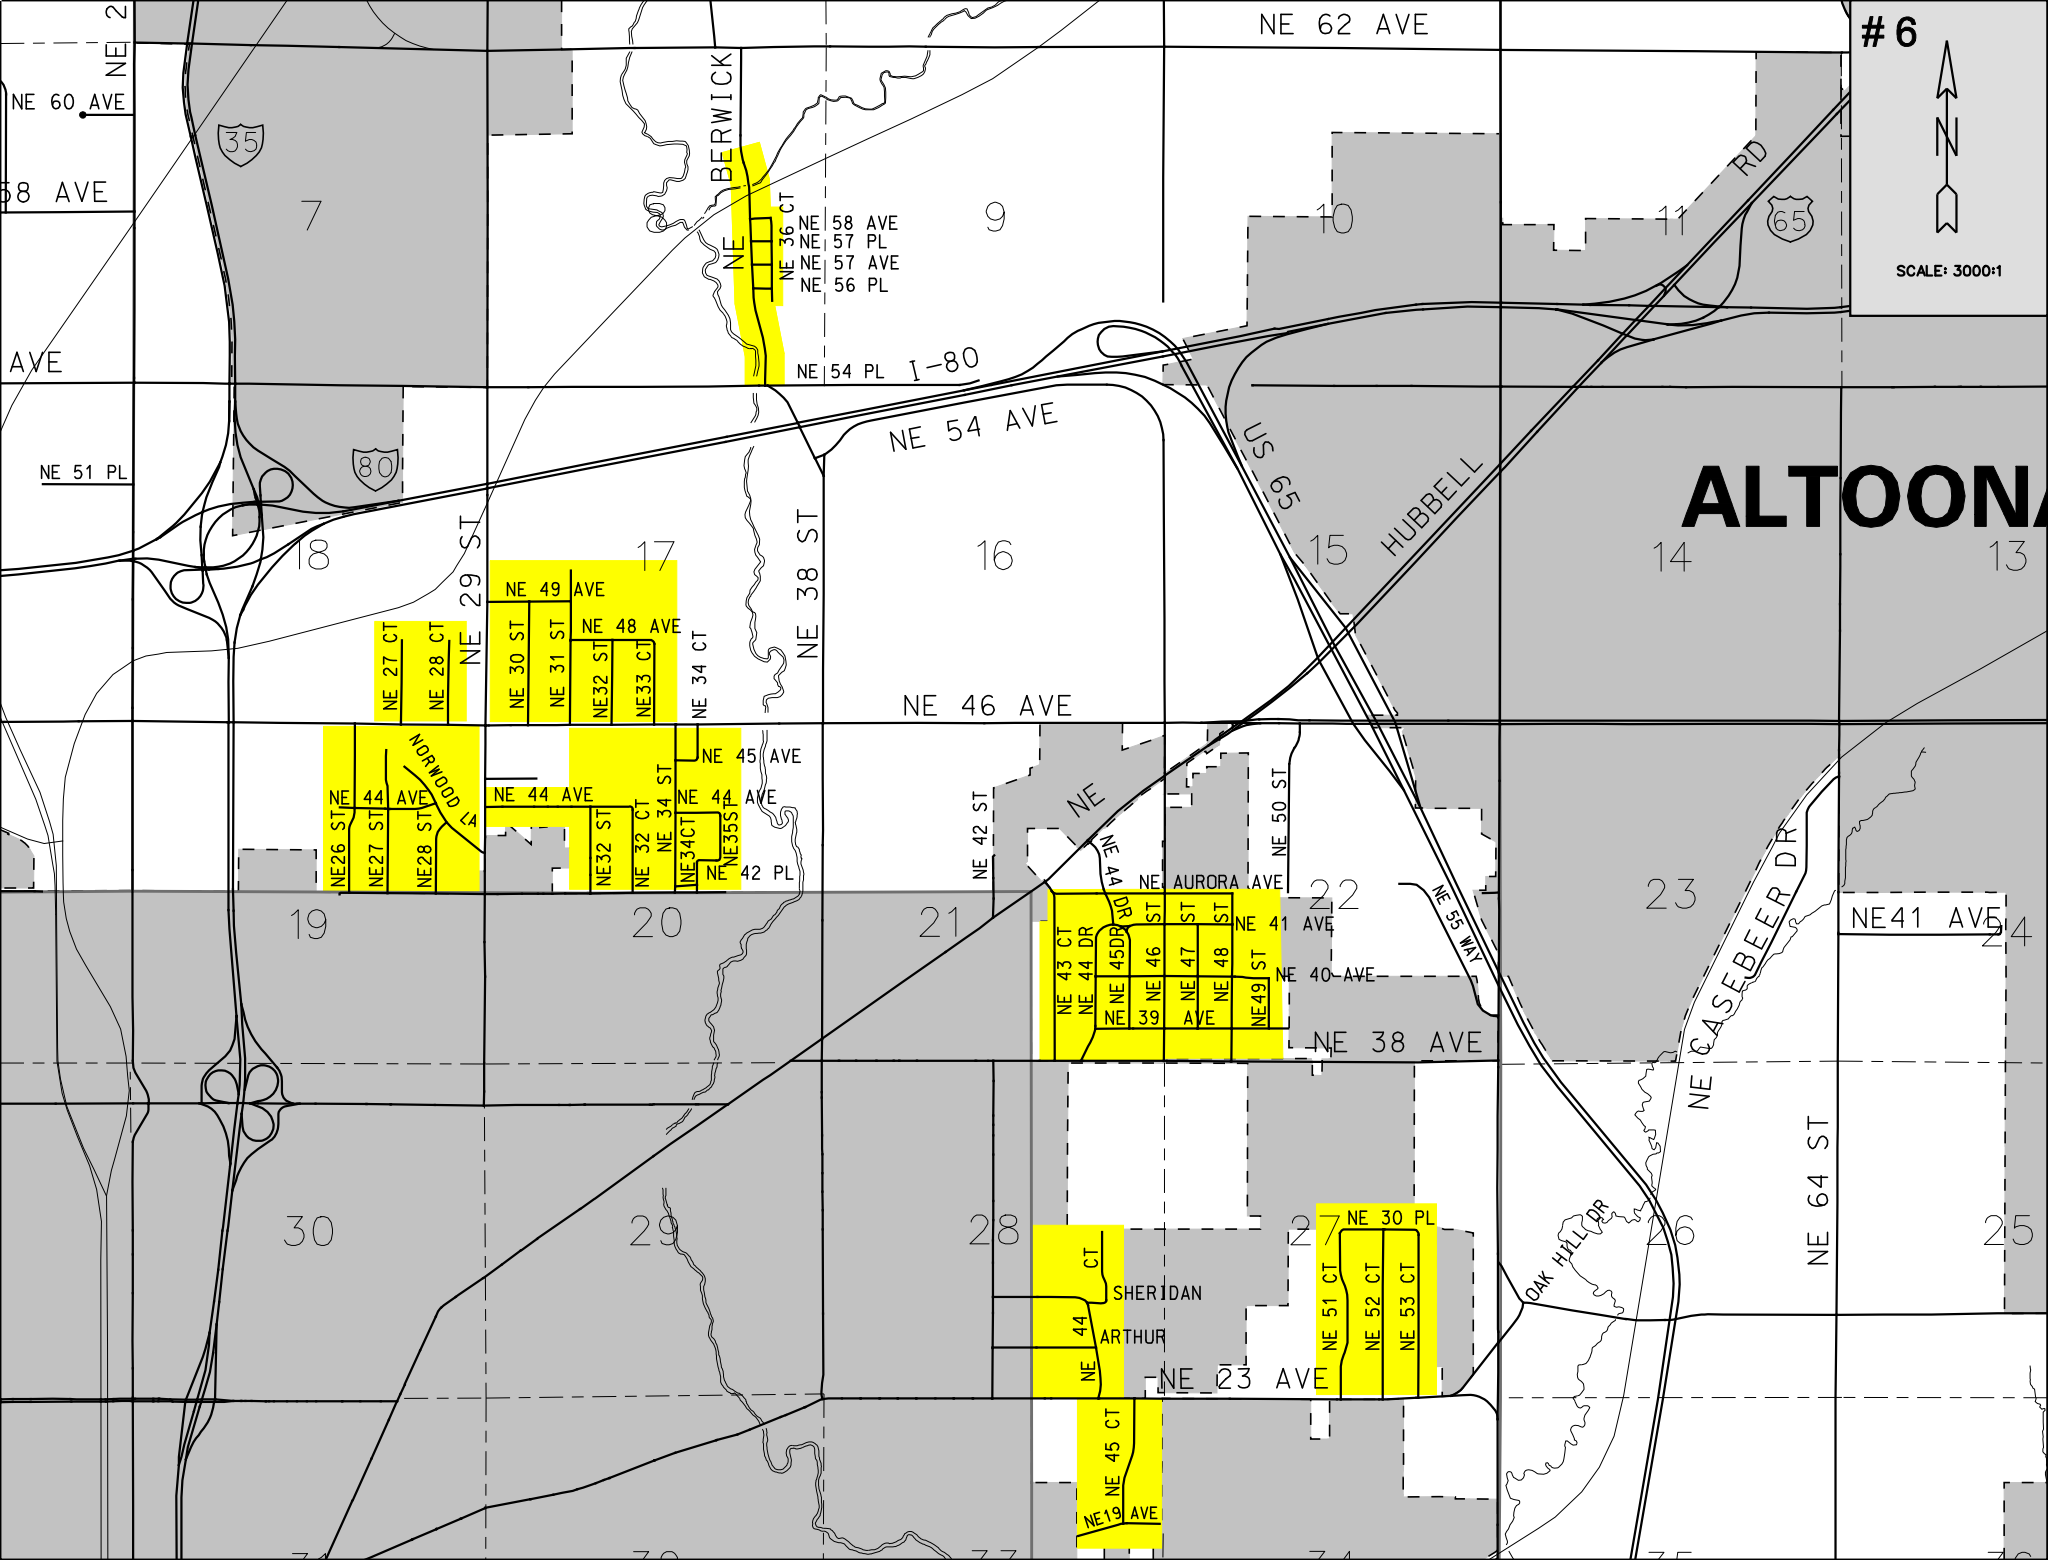 NE 2
NE 62 AVE
# 6
N
SCALE: 3000:1
NE 60 AVE
58 AVE
AVE
NE 51 PL
35
80
65
7
9
10
11
NE BERWICK
NE 36 CT
NE 58 AVE
NE 57 PL
NE 57 AVE
NE 56 PL
NE 54 PL
I-80
NE 54 AVE
US 65
NE HUBBELL RD
ALTOONA
18
17
16
15
14
13
NE 29 ST
NE 38 ST
NE 49 AVE
NE 48 AVE
NE 27 CT
NE 28 CT
NE 30 ST
NE 31 ST
NE32 ST
NE33 CT
NE 34 CT
NE 46 AVE
NORWOOD LA
NE 44 AVE
NE26 ST
NE27 ST
NE28 ST
NE 44 AVE
NE32 ST
NE 32 CT
NE 34 ST
NE 45 AVE
NE 44 AVE
NE34CT
NE35ST
NE 42 PL
NE 42 ST
NE 44 DR
NE 50 ST
NE AURORA AVE
NE 41 AVE
NE 40 AVE
NE 39 AVE
NE 43 CT
NE 44 DR
NE 45DR
NE 46 ST
NE 47 ST
NE 48 ST
NE49 ST
NE 38 AVE
NE 55 WAY
NE CASEBEER DR
NE41 AVE
NE 64 ST
19
20
21
22
23
24
30
29
28
27
26
25
NE 44 CT
SHERIDAN
ARTHUR
NE 23 AVE
NE 30 PL
NE 51 CT
NE 52 CT
NE 53 CT
OAK HILL DR
NE 45 CT
NE19 AVE